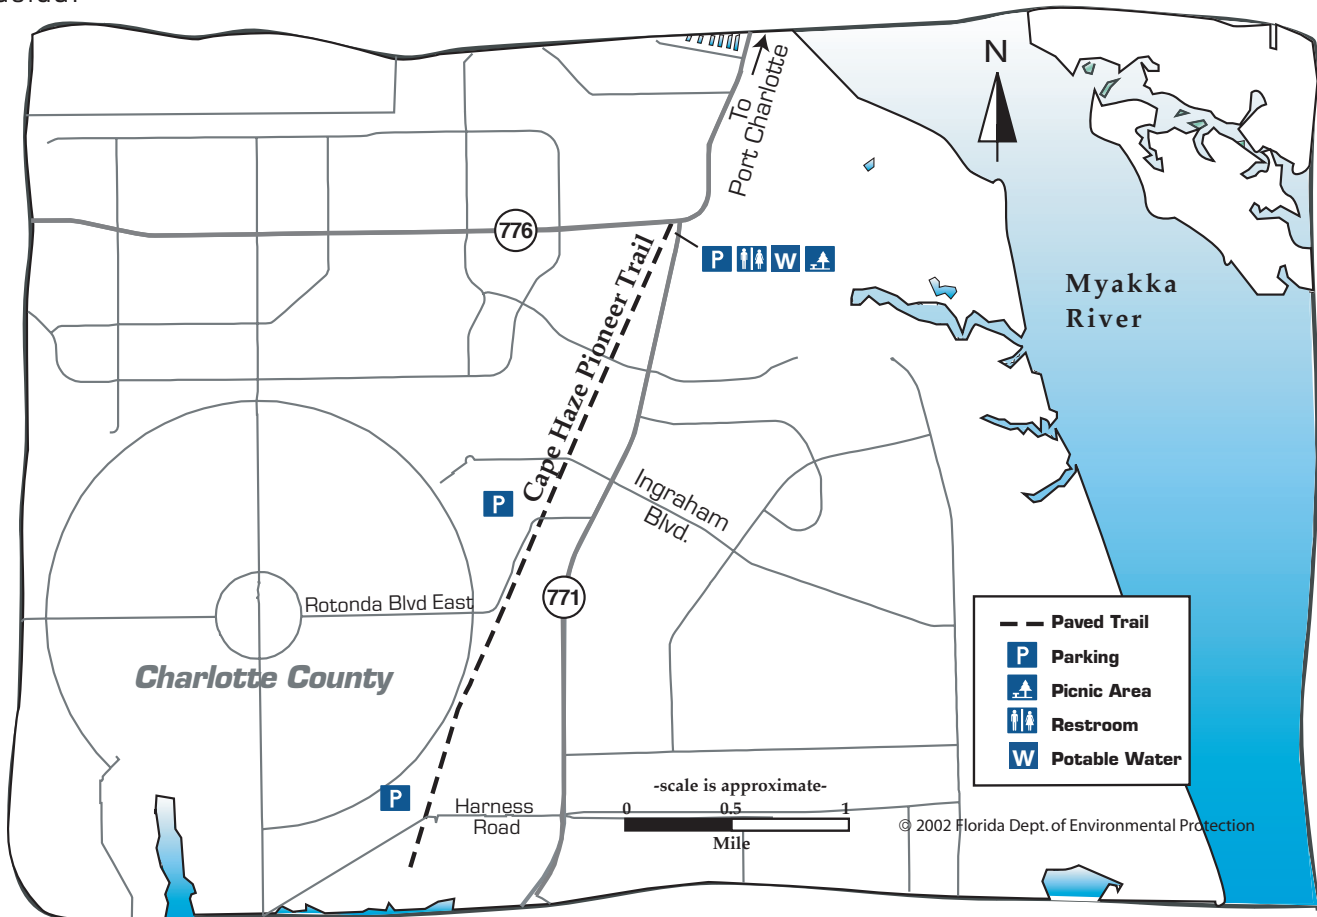 N
To
Port Charlotte
776
P W
Myakka
River
Cape Haze Pioneer Trail
P
Ingraham
Blvd.
771
Rotonda Blvd East
Charlotte County
P
Harness
Road
Paved Trail
P Parking
Picnic Area
Restroom
W Potable Water
-scale is approximate-
0 0.5 1
Mile
© 2002 Florida Dept. of Environmental Protection